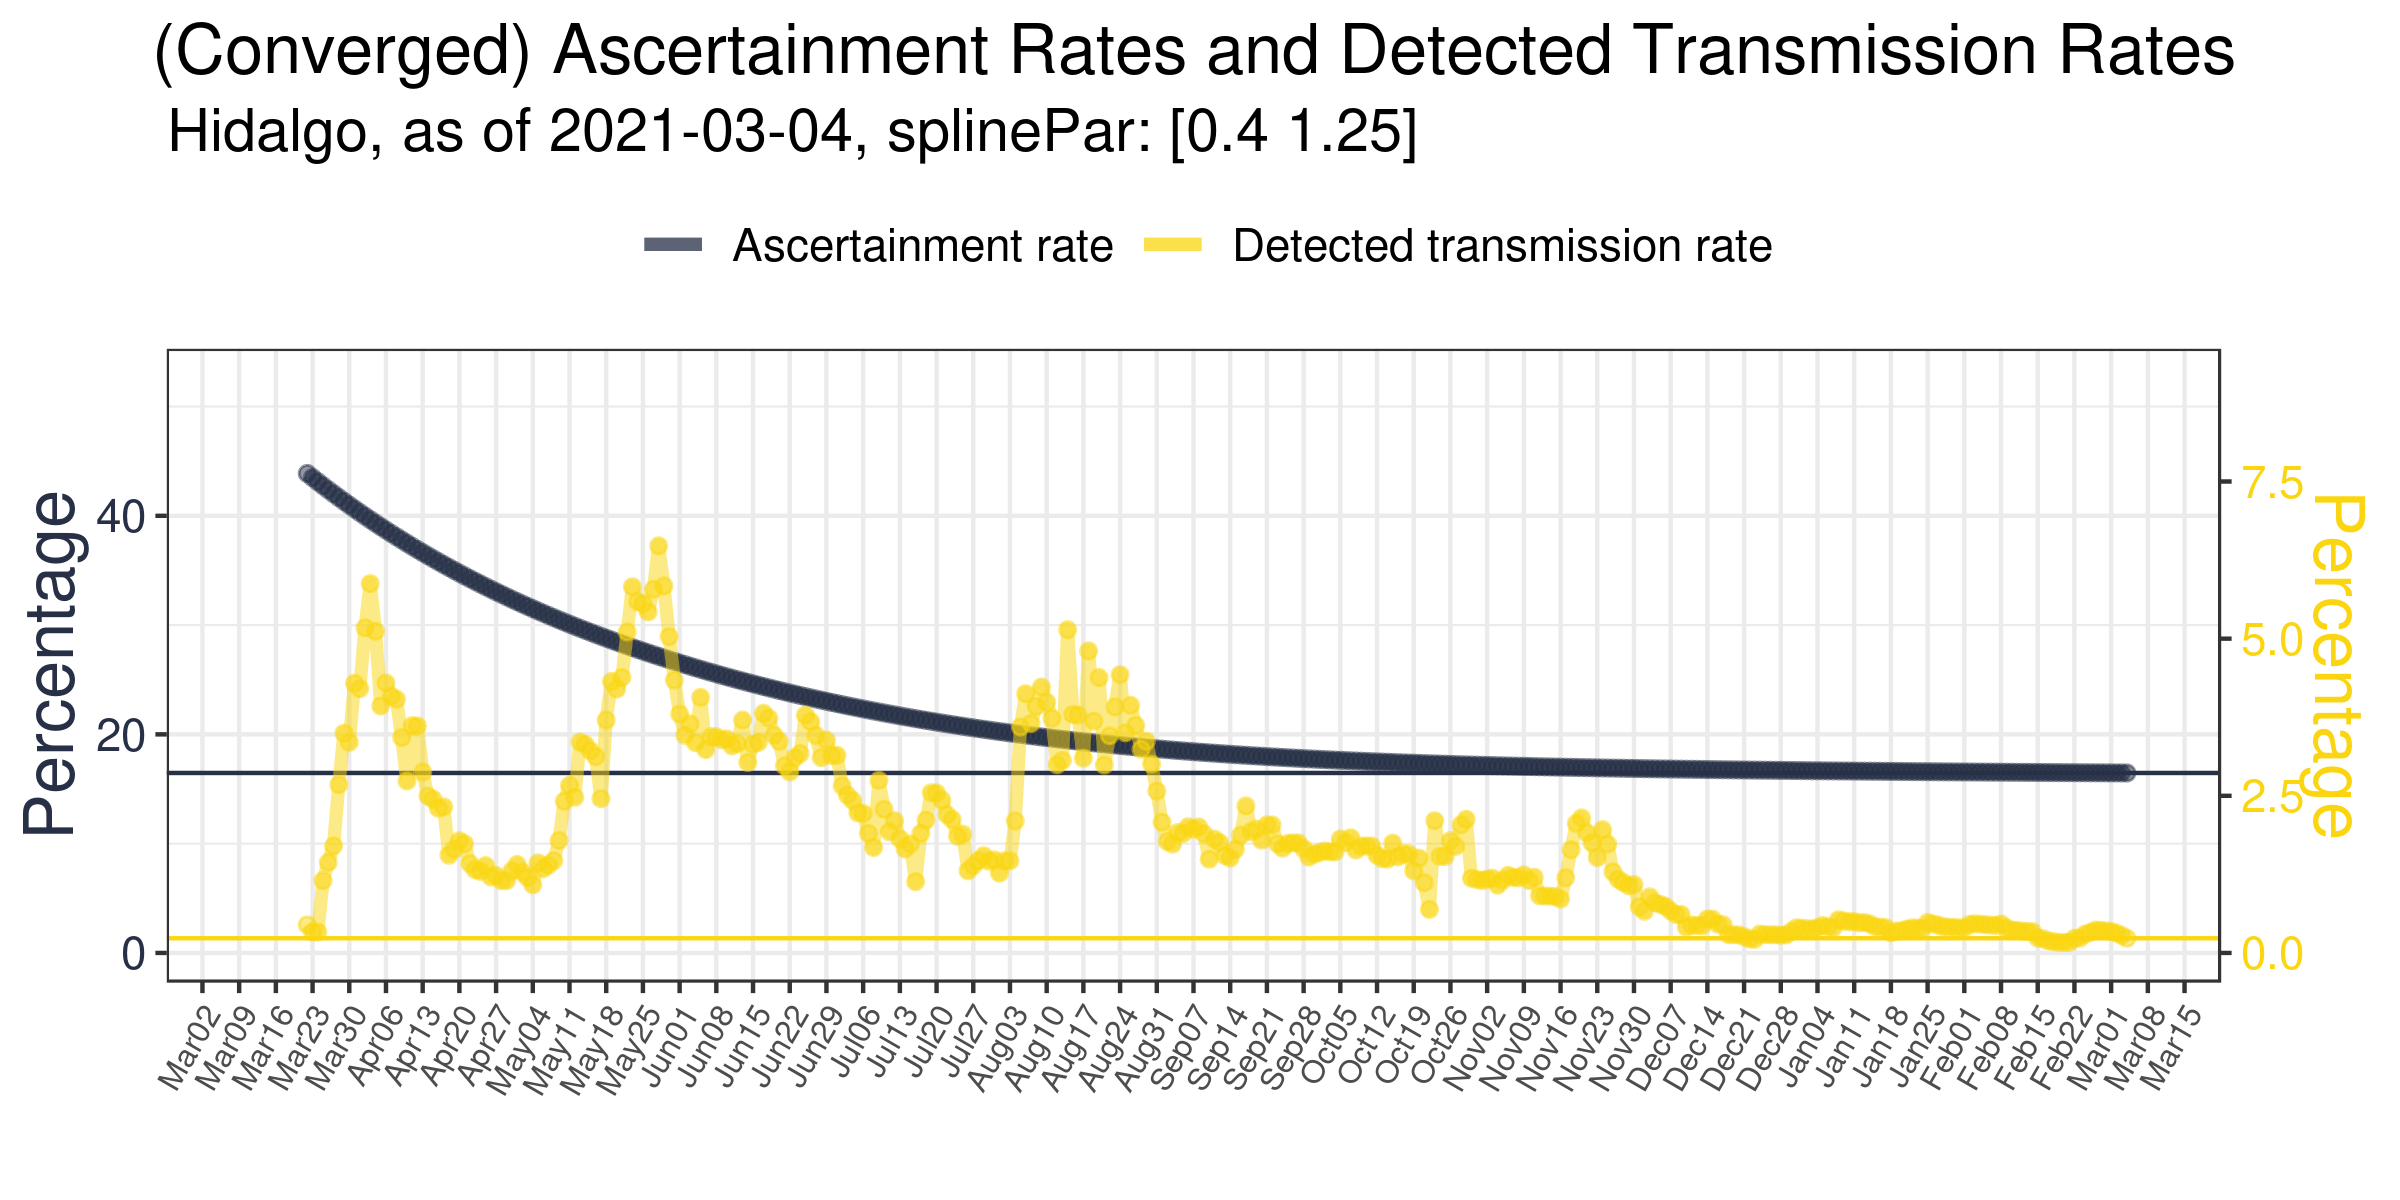 (Converged) Ascertainment Rates and Detected Transmission Rates
Hidalgo, as of 2021-03-04, splinePar: [0.4 1.25]
Ascertainment rate
Detected transmission rate
Percentage
40
20
0
7.5
5.0
2.5
0.0
Percentage
Mar02
Mar09
Mar16
Mar23
Mar30
Apr06
Apr13
Apr20
Apr27
May04
May11
May18
May25
Jun01
Jun08
Jun15
Jun22
Jun29
Jul06
Jul13
Jul20
Jul27
Aug03
Aug10
Aug17
Aug24
Aug31
Sep07
Sep14
Sep21
Sep28
Oct05
Oct12
Oct19
Oct26
Nov02
Nov09
Nov16
Nov23
Nov30
Dec07
Dec14
Dec21
Dec28
Jan04
Jan11
Jan18
Jan25
Feb01
Feb08
Feb15
Feb22
Mar01
Mar08
Mar15